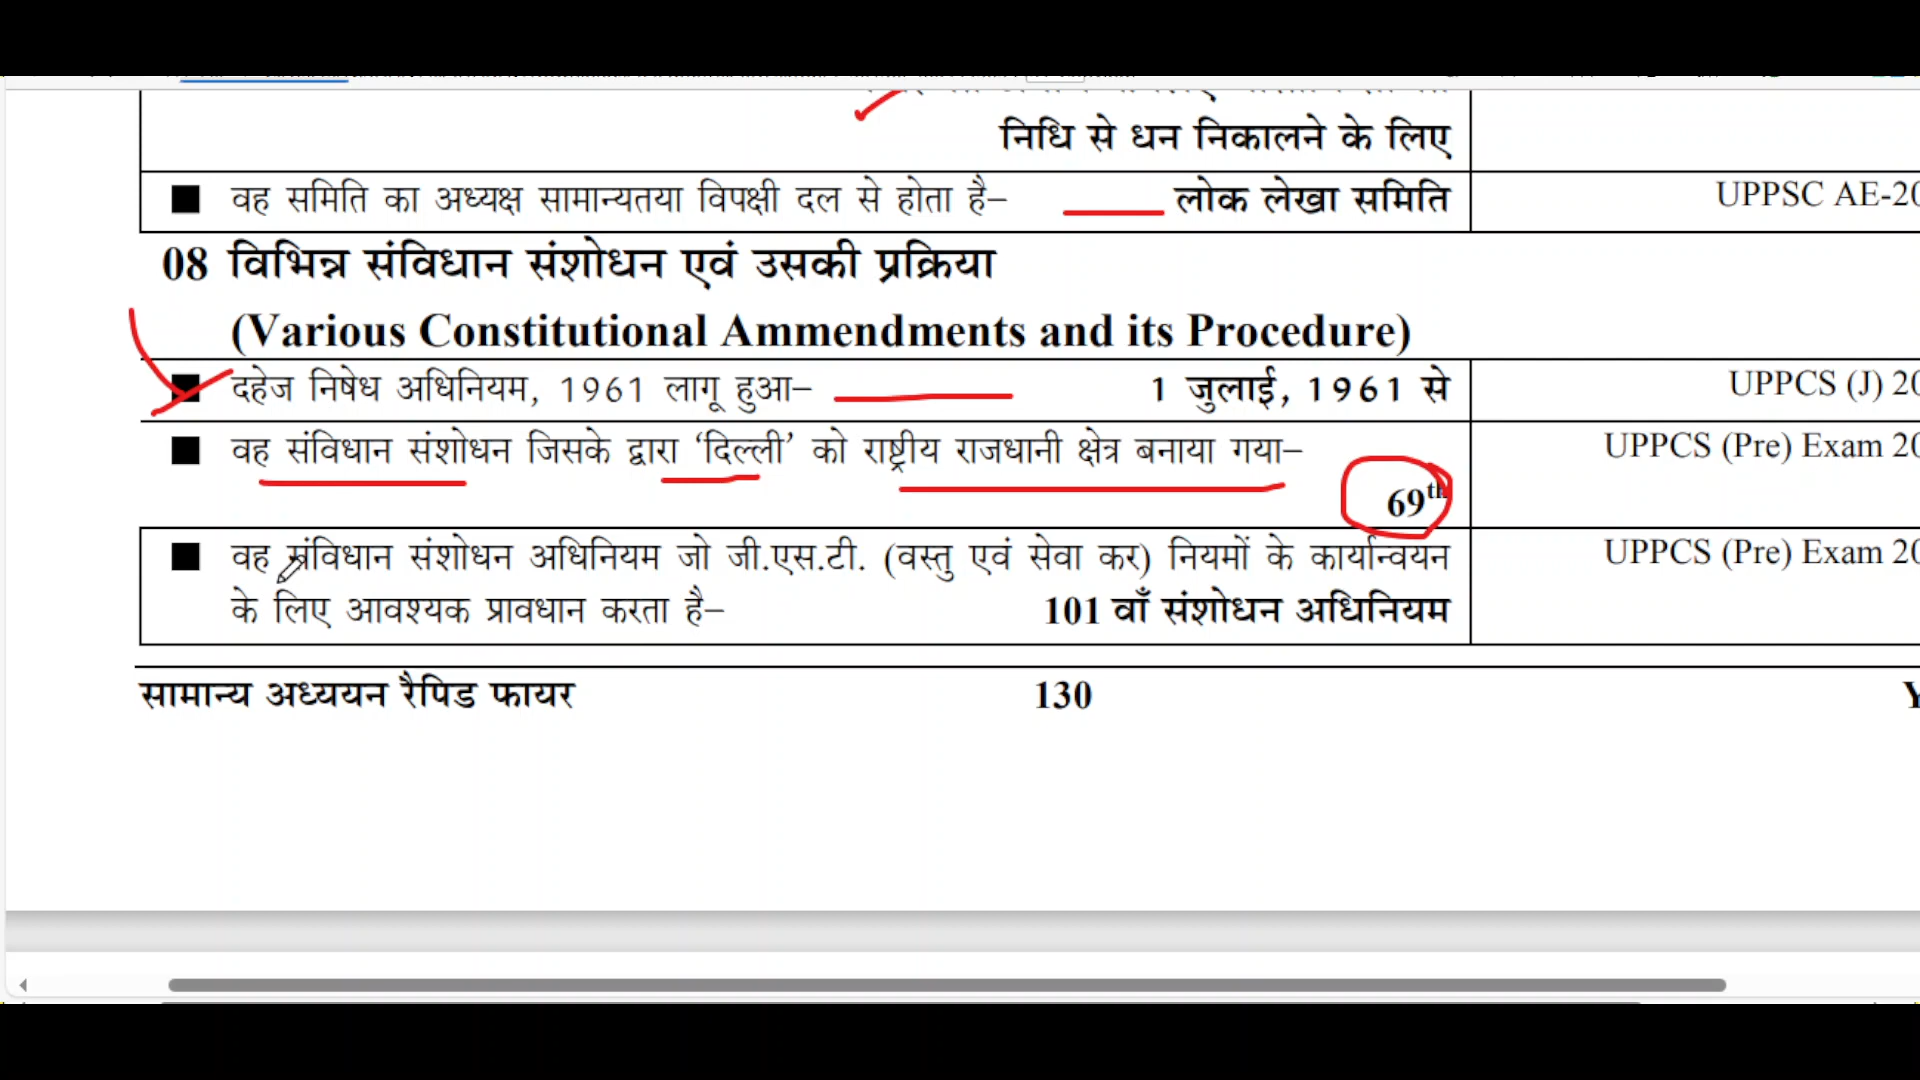 निधि से धन निकालने के लिए
■ वह समिति का अध्यक्ष सामान्यतया विपक्षी दल से होता है– लोक लेखा समिति UPPSC AE-20
08 विभिन्न संविधान संशोधन एवं उसकी प्रक्रिया
(Various Constitutional Ammendments and its Procedure)
■ दहेज निषेध अधिनियम, 1961 लागू हुआ– 1 जुलाई, 1961 से UPPCS (J) 20
■ वह संविधान संशोधन जिसके द्वारा ‘दिल्ली’ को राष्ट्रीय राजधानी क्षेत्र बनाया गया– UPPCS (Pre) Exam 20
69th
■ वह संविधान संशोधन अधिनियम जो जी.एस.टी. (वस्तु एवं सेवा कर) नियमों के कार्यान्वयन UPPCS (Pre) Exam 20
के लिए आवश्यक प्रावधान करता है– 101 वाँ संशोधन अधिनियम
सामान्य अध्ययन रैपिड फायर 130 Y